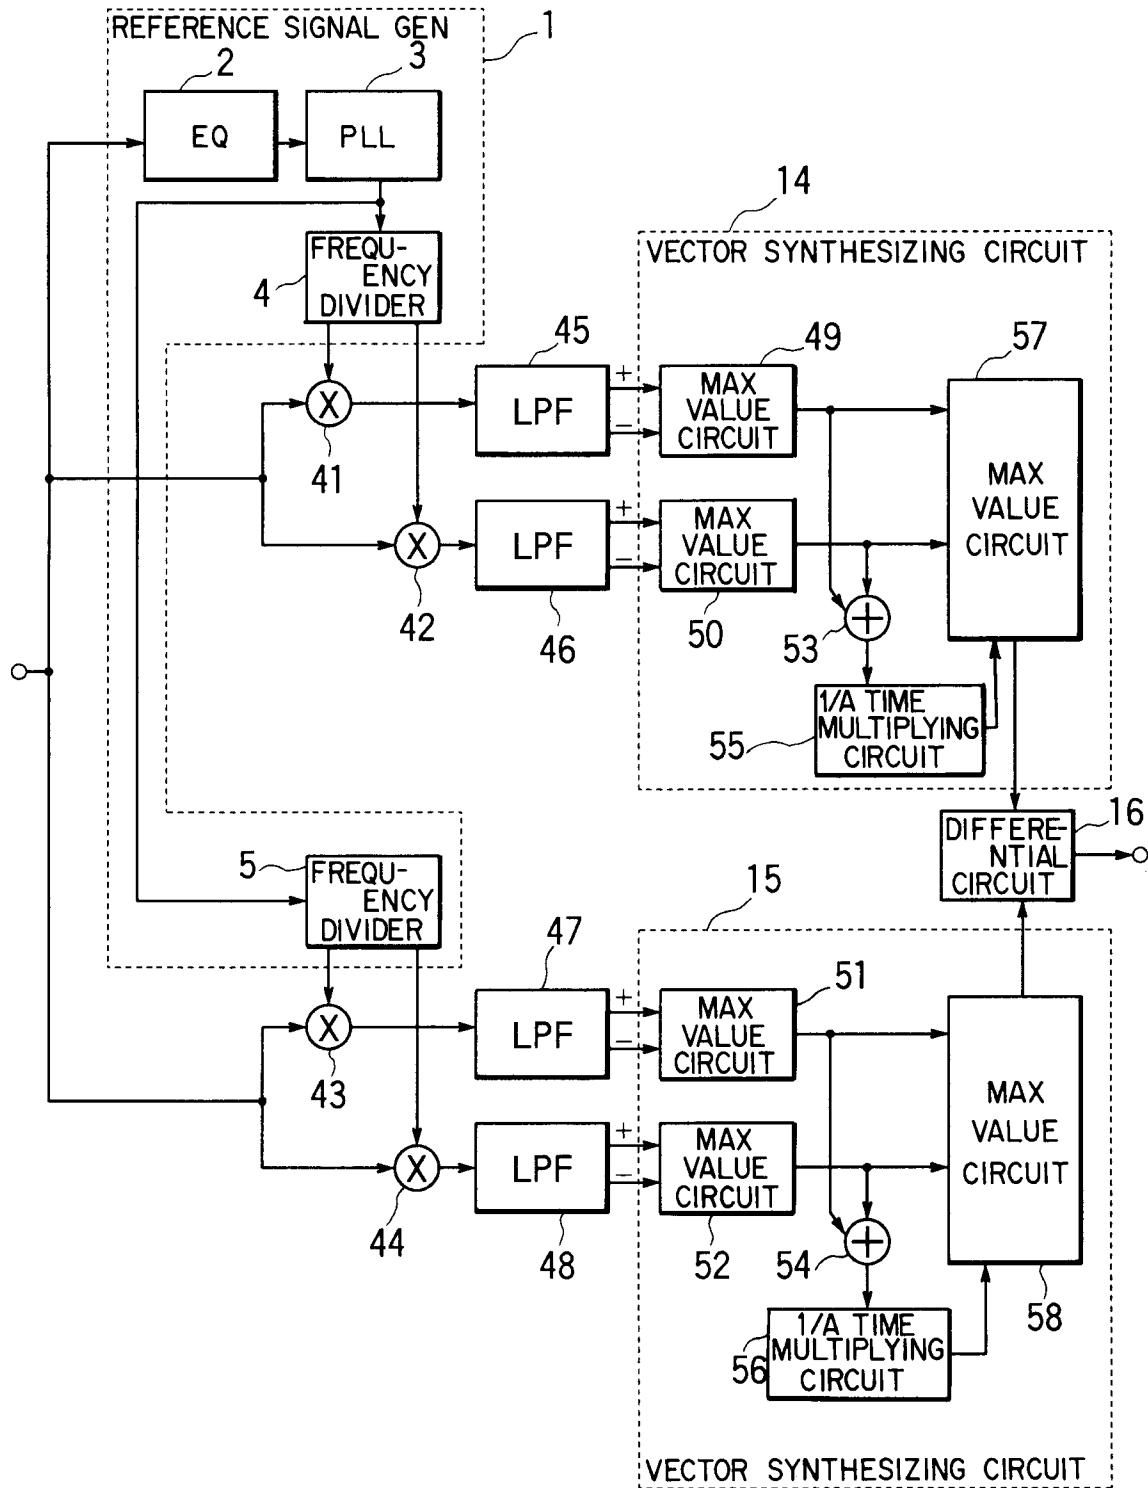 REFERENCE SIGNAL GEN
1
2
3
EQ
PLL
14
FREQU-
ENCY
DIVIDER
4
VECTOR SYNTHESIZING CIRCUIT
45
49
57
LPF
+
−
MAX
VALUE
CIRCUIT
X
41
MAX
VALUE
CIRCUIT
X
42
LPF
+
−
46
MAX
VALUE
CIRCUIT
50
+
53
1/A TIME
MULTIPLYING
CIRCUIT
55
DIFFERE-
NTIAL
CIRCUIT
16
5
FREQU-
ENCY
DIVIDER
15
47
51
LPF
+
−
MAX
VALUE
CIRCUIT
X
43
MAX
VALUE
CIRCUIT
X
44
LPF
+
−
48
MAX
VALUE
CIRCUIT
52
+
54
58
1/A TIME
MULTIPLYING
CIRCUIT
56
VECTOR SYNTHESIZING CIRCUIT